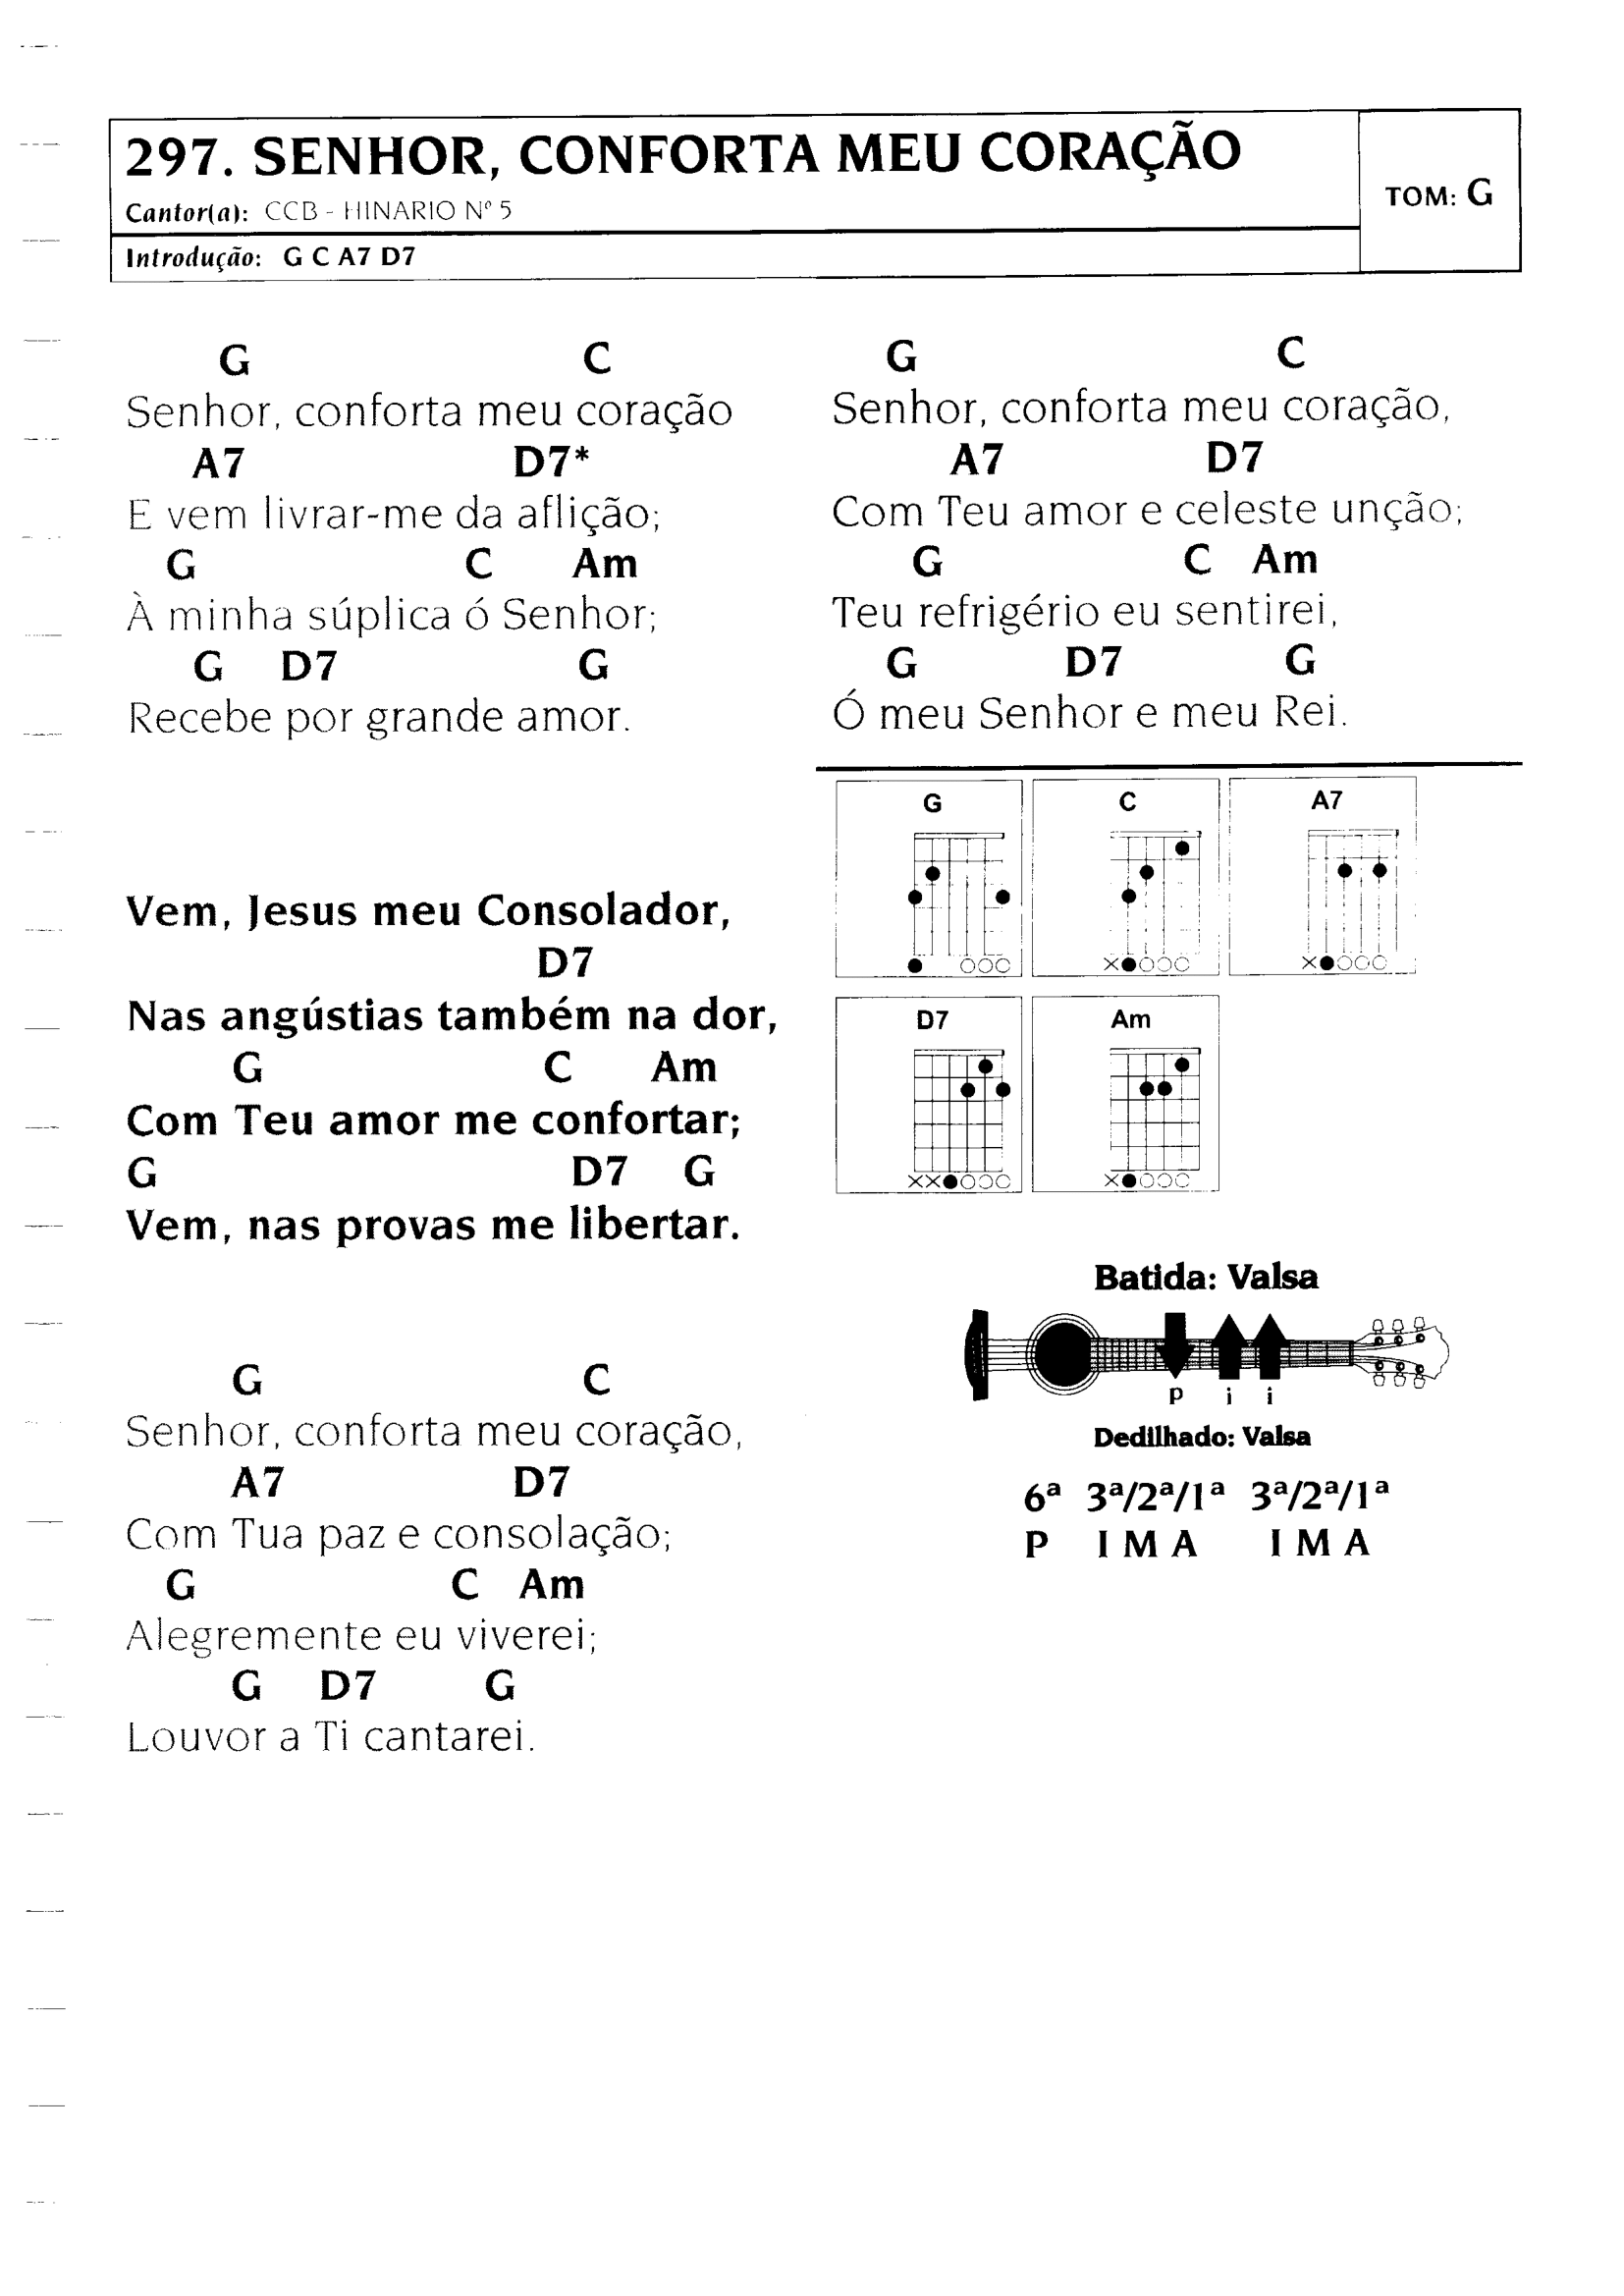 297. SENHOR, CONFORTA MEU CORAÇÃO
Cantor(a): CCB - HINARIO Nº 5
TOM: G
Introdução: G C A7 D7
G C
Senhor, conforta meu coração
A7 D7*
E vem livrar-me da aflição;
G C Am
À minha súplica ó Senhor;
G D7 G
Recebe por grande amor.
Vem, Jesus meu Consolador,
D7
Nas angústias também na dor,
G C Am
Com Teu amor me confortar;
G D7 G
Vem, nas provas me libertar.
G C
Senhor, conforta meu coração,
A7 D7
Com Tua paz e consolação;
G C Am
Alegremente eu viverei;
G D7 G
Louvor a Ti cantarei.
G C
Senhor, conforta meu coração,
A7 D7
Com Teu amor e celeste unção;
G C Am
Teu refrigério eu sentirei,
G D7 G
Ó meu Senhor e meu Rei.
G C A7
D7 Am
Batida: Valsa
p i i
Dedilhado: Valsa
6ª 3ª/2ª/1ª 3ª/2ª/1ª
P I M A I M A